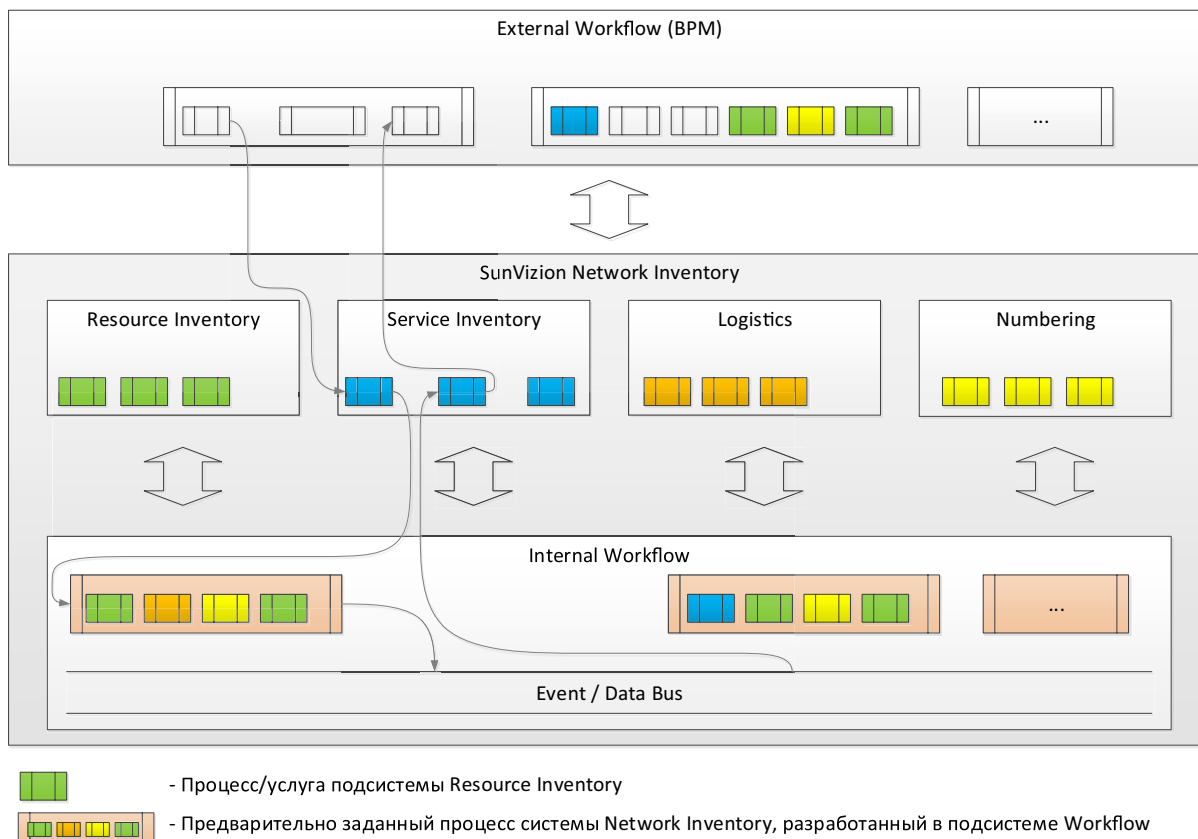 External Workflow (BPM)
...
SunVizion Network Inventory
Resource Inventory
Service Inventory
Logistics
Numbering
Internal Workflow
...
Event / Data Bus
- Процесс/услуга подсистемы Resource Inventory
- Предварительно заданный процесс системы Network Inventory, разработанный в подсистеме Workflow